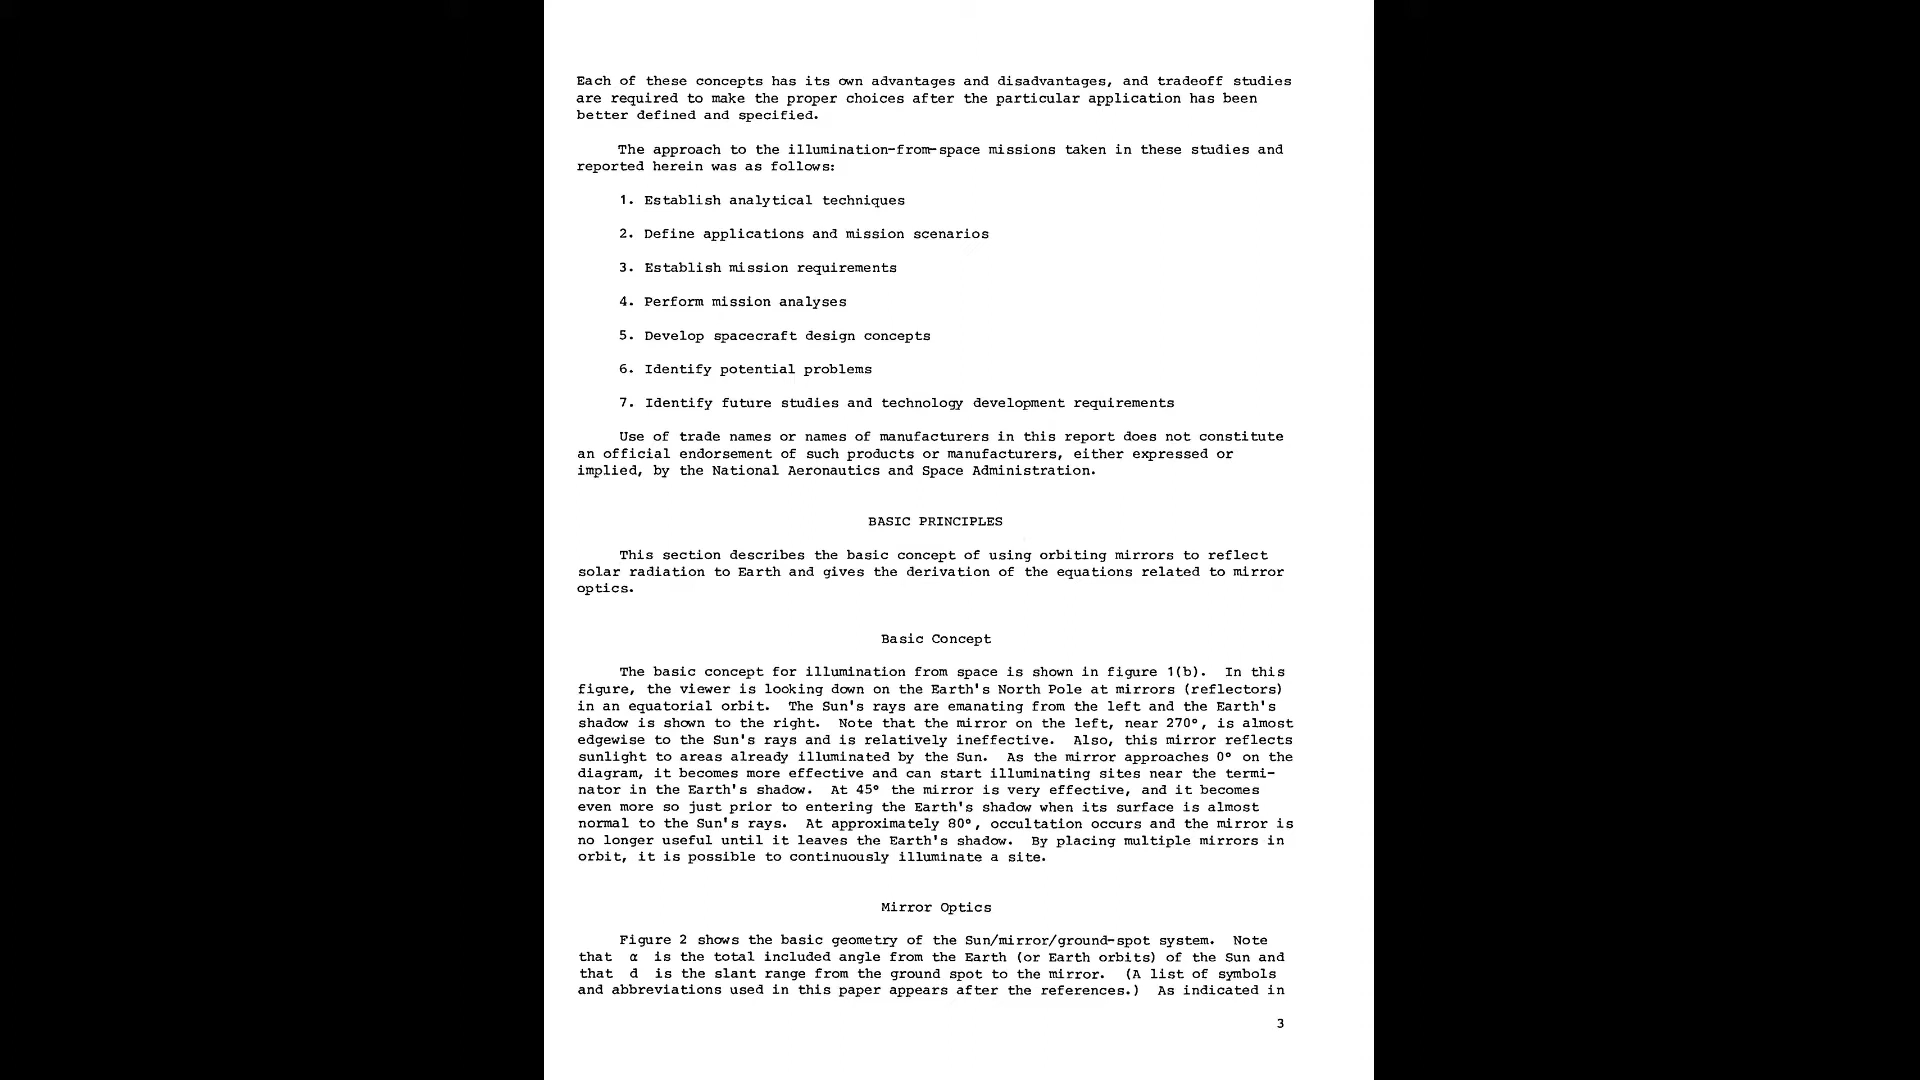 Each of these concepts has its own advantages and disadvantages, and tradeoff studies
are required to make the proper choices after the particular application has been
better defined and specified.
The approach to the illumination-from-space missions taken in these studies and
reported herein was as follows:
1. Establish analytical techniques
2. Define applications and mission scenarios
3. Establish mission requirements
4. Perform mission analyses
5. Develop spacecraft design concepts
6. Identify potential problems
7. Identify future studies and technology development requirements
Use of trade names or names of manufacturers in this report does not constitute
an official endorsement of such products or manufacturers, either expressed or
implied, by the National Aeronautics and Space Administration.
BASIC PRINCIPLES
This section describes the basic concept of using orbiting mirrors to reflect
solar radiation to Earth and gives the derivation of the equations related to mirror
optics.
Basic Concept
The basic concept for illumination from space is shown in figure 1(b). In this
figure, the viewer is looking down on the Earth's North Pole at mirrors (reflectors)
in an equatorial orbit. The Sun's rays are emanating from the left and the Earth's
shadow is shown to the right. Note that the mirror on the left, near 270°, is almost
edgewise to the Sun's rays and is relatively ineffective. Also, this mirror reflects
sunlight to areas already illuminated by the Sun. As the mirror approaches 0° on the
diagram, it becomes more effective and can start illuminating sites near the termi-
nator in the Earth's shadow. At 45° the mirror is very effective, and it becomes
even more so just prior to entering the Earth's shadow when its surface is almost
normal to the Sun's rays. At approximately 80°, occultation occurs and the mirror is
no longer useful until it leaves the Earth's shadow. By placing multiple mirrors in
orbit, it is possible to continuously illuminate a site.
Mirror Optics
Figure 2 shows the basic geometry of the Sun/mirror/ground-spot system. Note
that α is the total included angle from the Earth (or Earth orbits) of the Sun and
that d is the slant range from the ground spot to the mirror. (A list of symbols
and abbreviations used in this paper appears after the references.) As indicated in
3